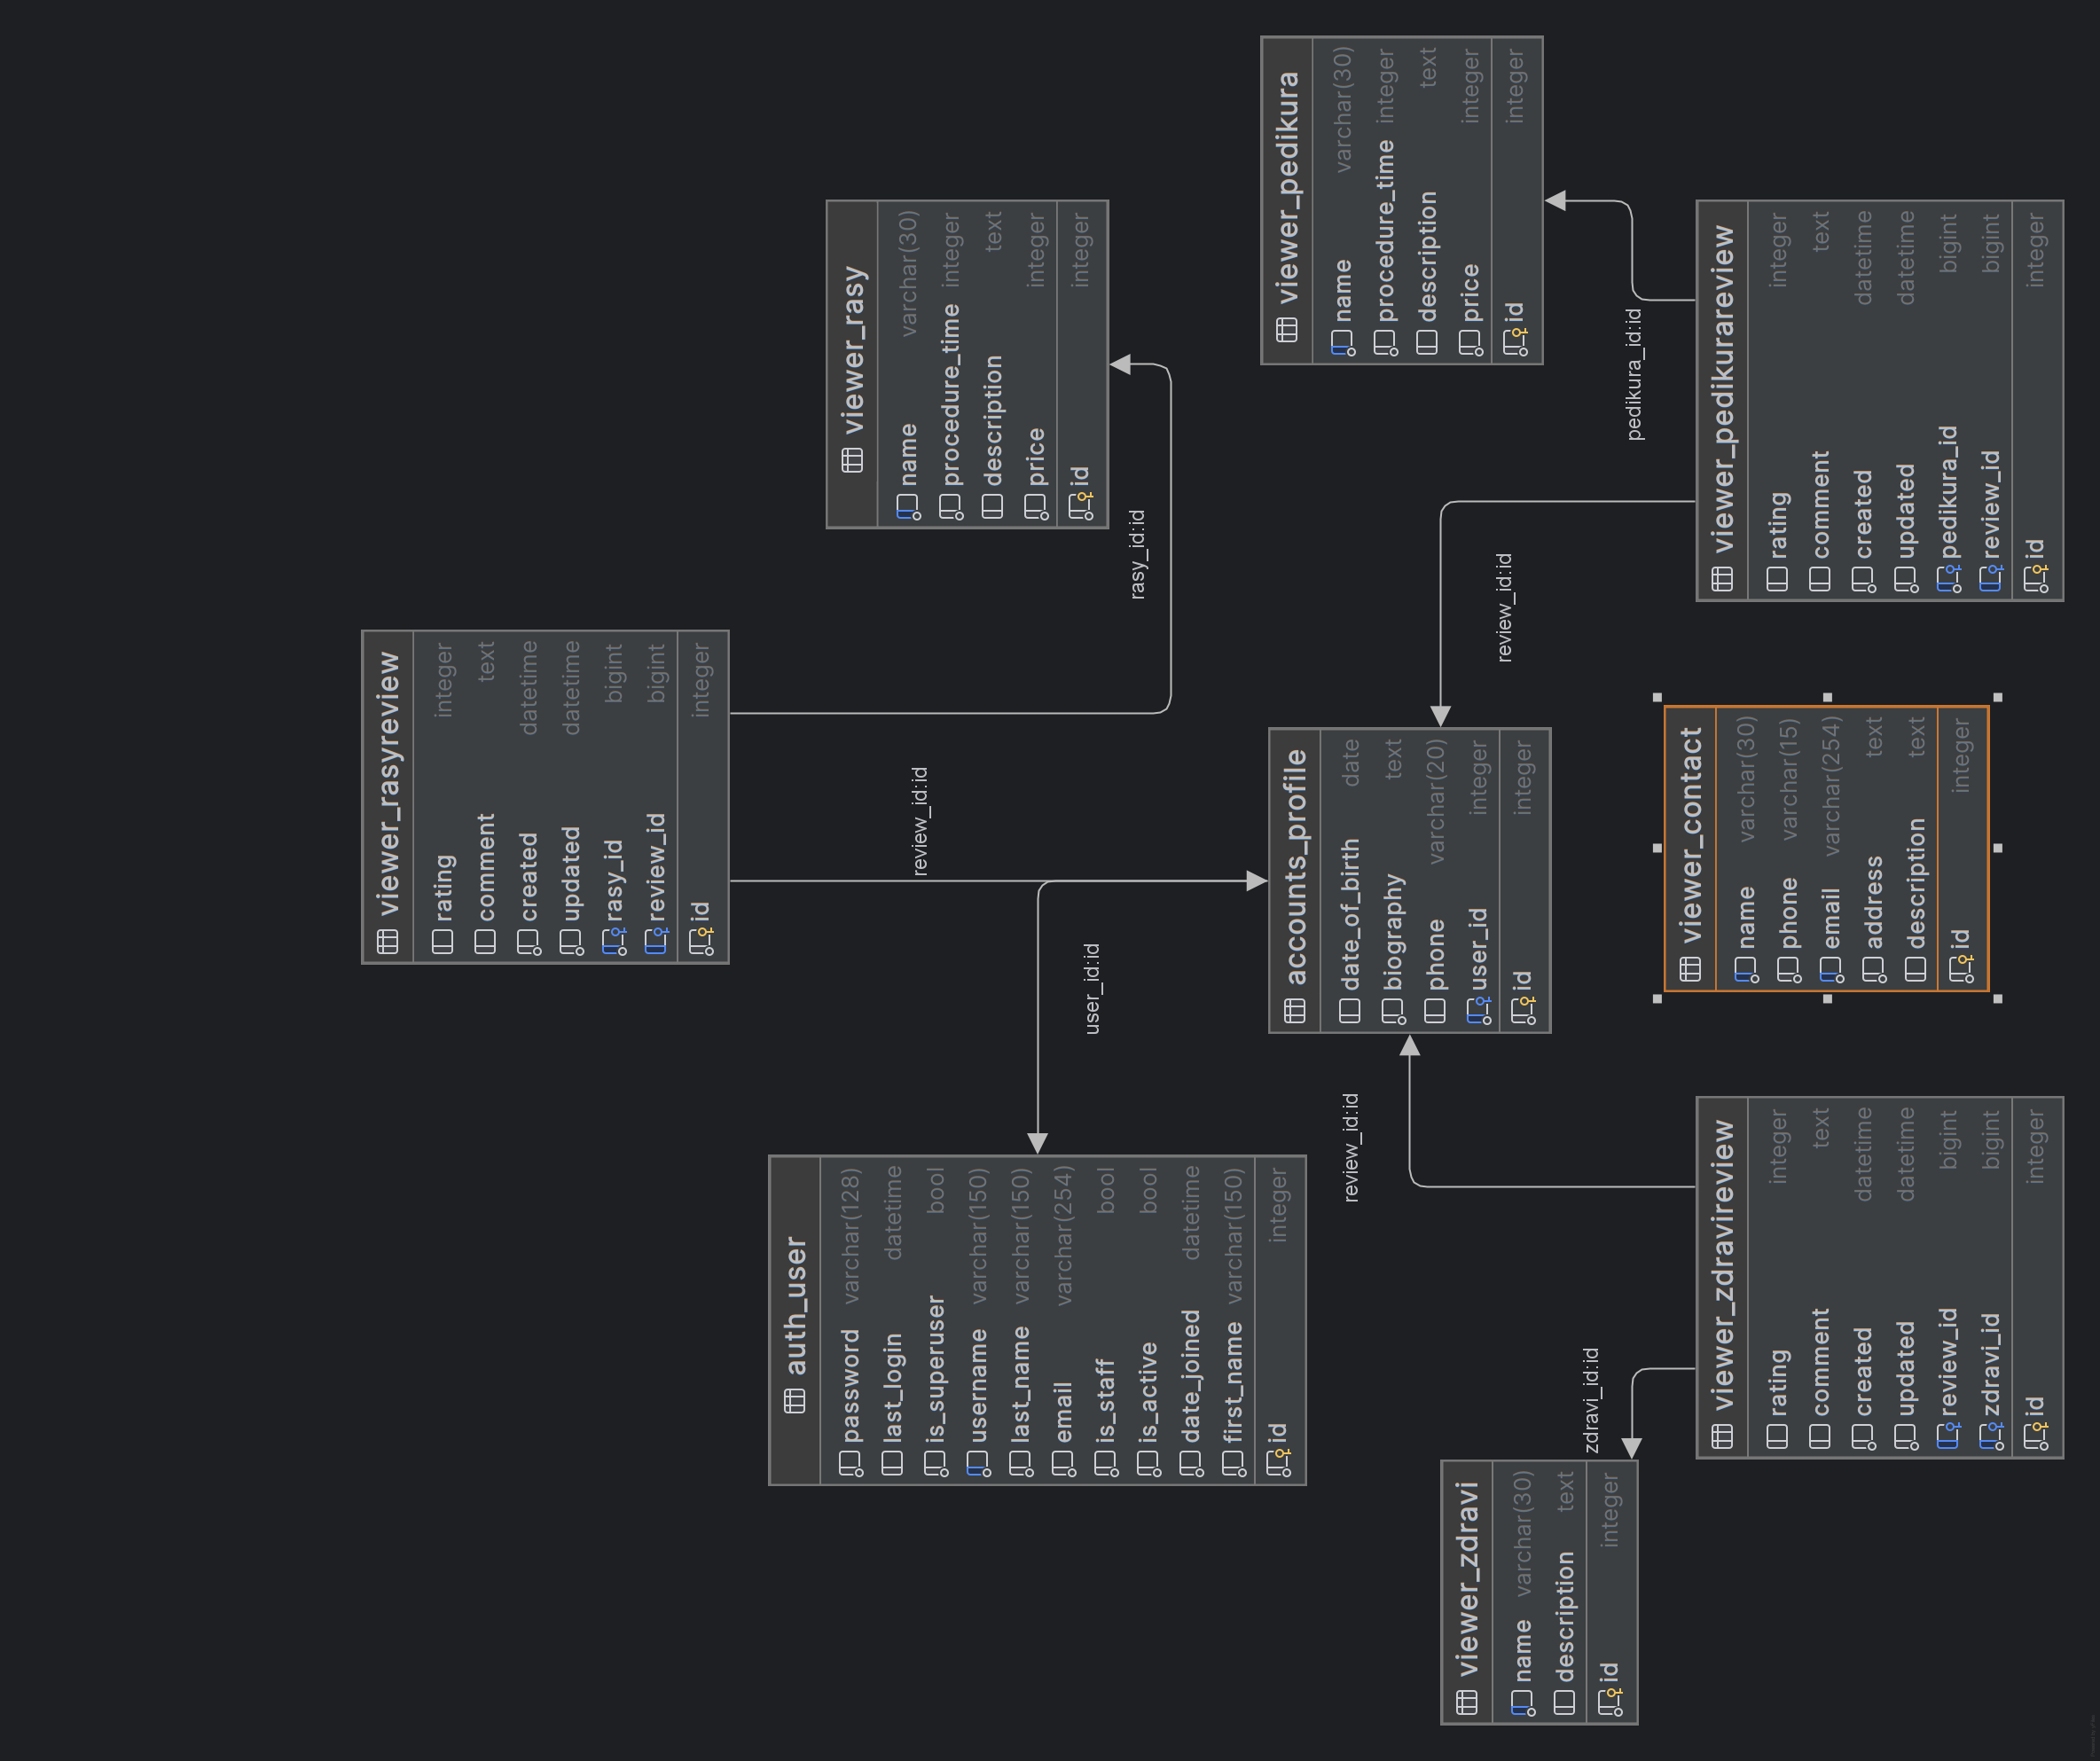 viewer_rasyreview
rating integer
comment text
created datetime
updated datetime
rasy_id bigint
review_id bigint
id integer
auth_user
password varchar(128)
last_login datetime
is_superuser bool
username varchar(150)
last_name varchar(150)
email varchar(254)
is_staff bool
is_active bool
date_joined datetime
first_name varchar(150)
id integer
viewer_rasy
name varchar(30)
procedure_time integer
description text
price integer
id integer
review_id:id
user_id:id
rasy_id:id
accounts_profile
date_of_birth date
biography text
phone varchar(20)
user_id integer
id integer
viewer_pedikura
name varchar(30)
procedure_time integer
description text
price integer
id integer
review_id:id
review_id:id
viewer_zdravi
name varchar(30)
description text
id integer
zdravi_id:id
pedikura_id:id
viewer_zdravireview
rating integer
comment text
created datetime
updated datetime
review_id bigint
zdravi_id bigint
id integer
viewer_contact
name varchar(30)
phone varchar(15)
email varchar(254)
address text
description text
id integer
viewer_pedikurareview
rating integer
comment text
created datetime
updated datetime
pedikura_id bigint
review_id bigint
id integer